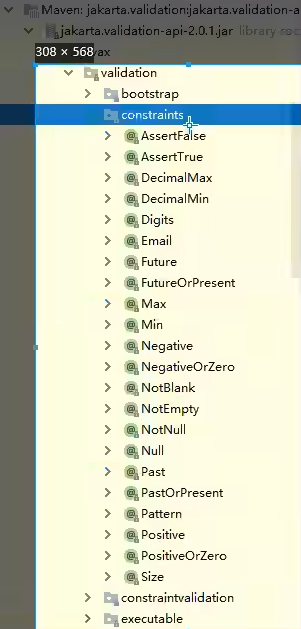 Maven: jakarta.validation:jakarta.validation-a
jakarta.validation-api-2.0.1.jar library roo
308 × 568
ax
validation
bootstrap
constraints
AssertFalse
AssertTrue
DecimalMax
DecimalMin
Digits
Email
Future
FutureOrPresent
Max
Min
Negative
NegativeOrZero
NotBlank
NotEmpty
NotNull
Null
Past
PastOrPresent
Pattern
Positive
PositiveOrZero
Size
constraintvalidation
executable